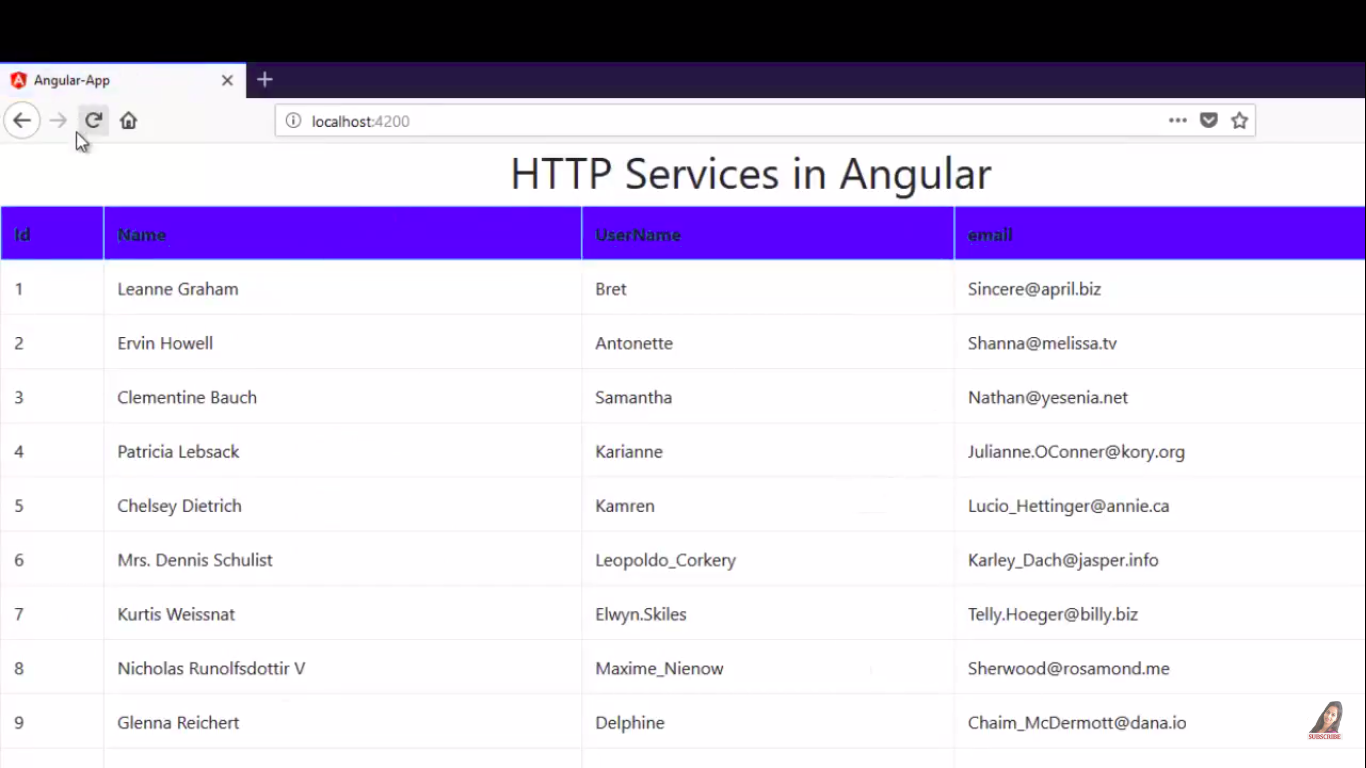 Angular-App
localhost:4200
HTTP Services in Angular
Id Name UserName email
1 Leanne Graham Bret Sincere@april.biz
2 Ervin Howell Antonette Shanna@melissa.tv
3 Clementine Bauch Samantha Nathan@yesenia.net
4 Patricia Lebsack Karianne Julianne.OConner@kory.org
5 Chelsey Dietrich Kamren Lucio_Hettinger@annie.ca
6 Mrs. Dennis Schulist Leopoldo_Corkery Karley_Dach@jasper.info
7 Kurtis Weissnat Elwyn.Skiles Telly.Hoeger@billy.biz
8 Nicholas Runolfsdottir V Maxime_Nienow Sherwood@rosamond.me
9 Glenna Reichert Delphine Chaim_McDermott@dana.io
SUBSCRIBE